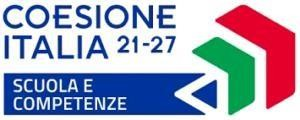 COESIONE
ITALIA 21-27
SCUOLA E
COMPETENZE